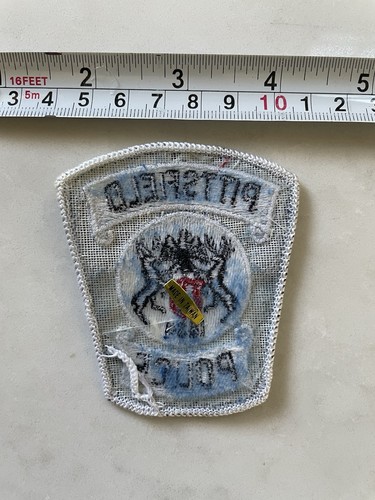 16FEET 2 3 4 5
3 5m 4 5 6 7 8 9 10 1 2
PITTSFIELD
POLICE